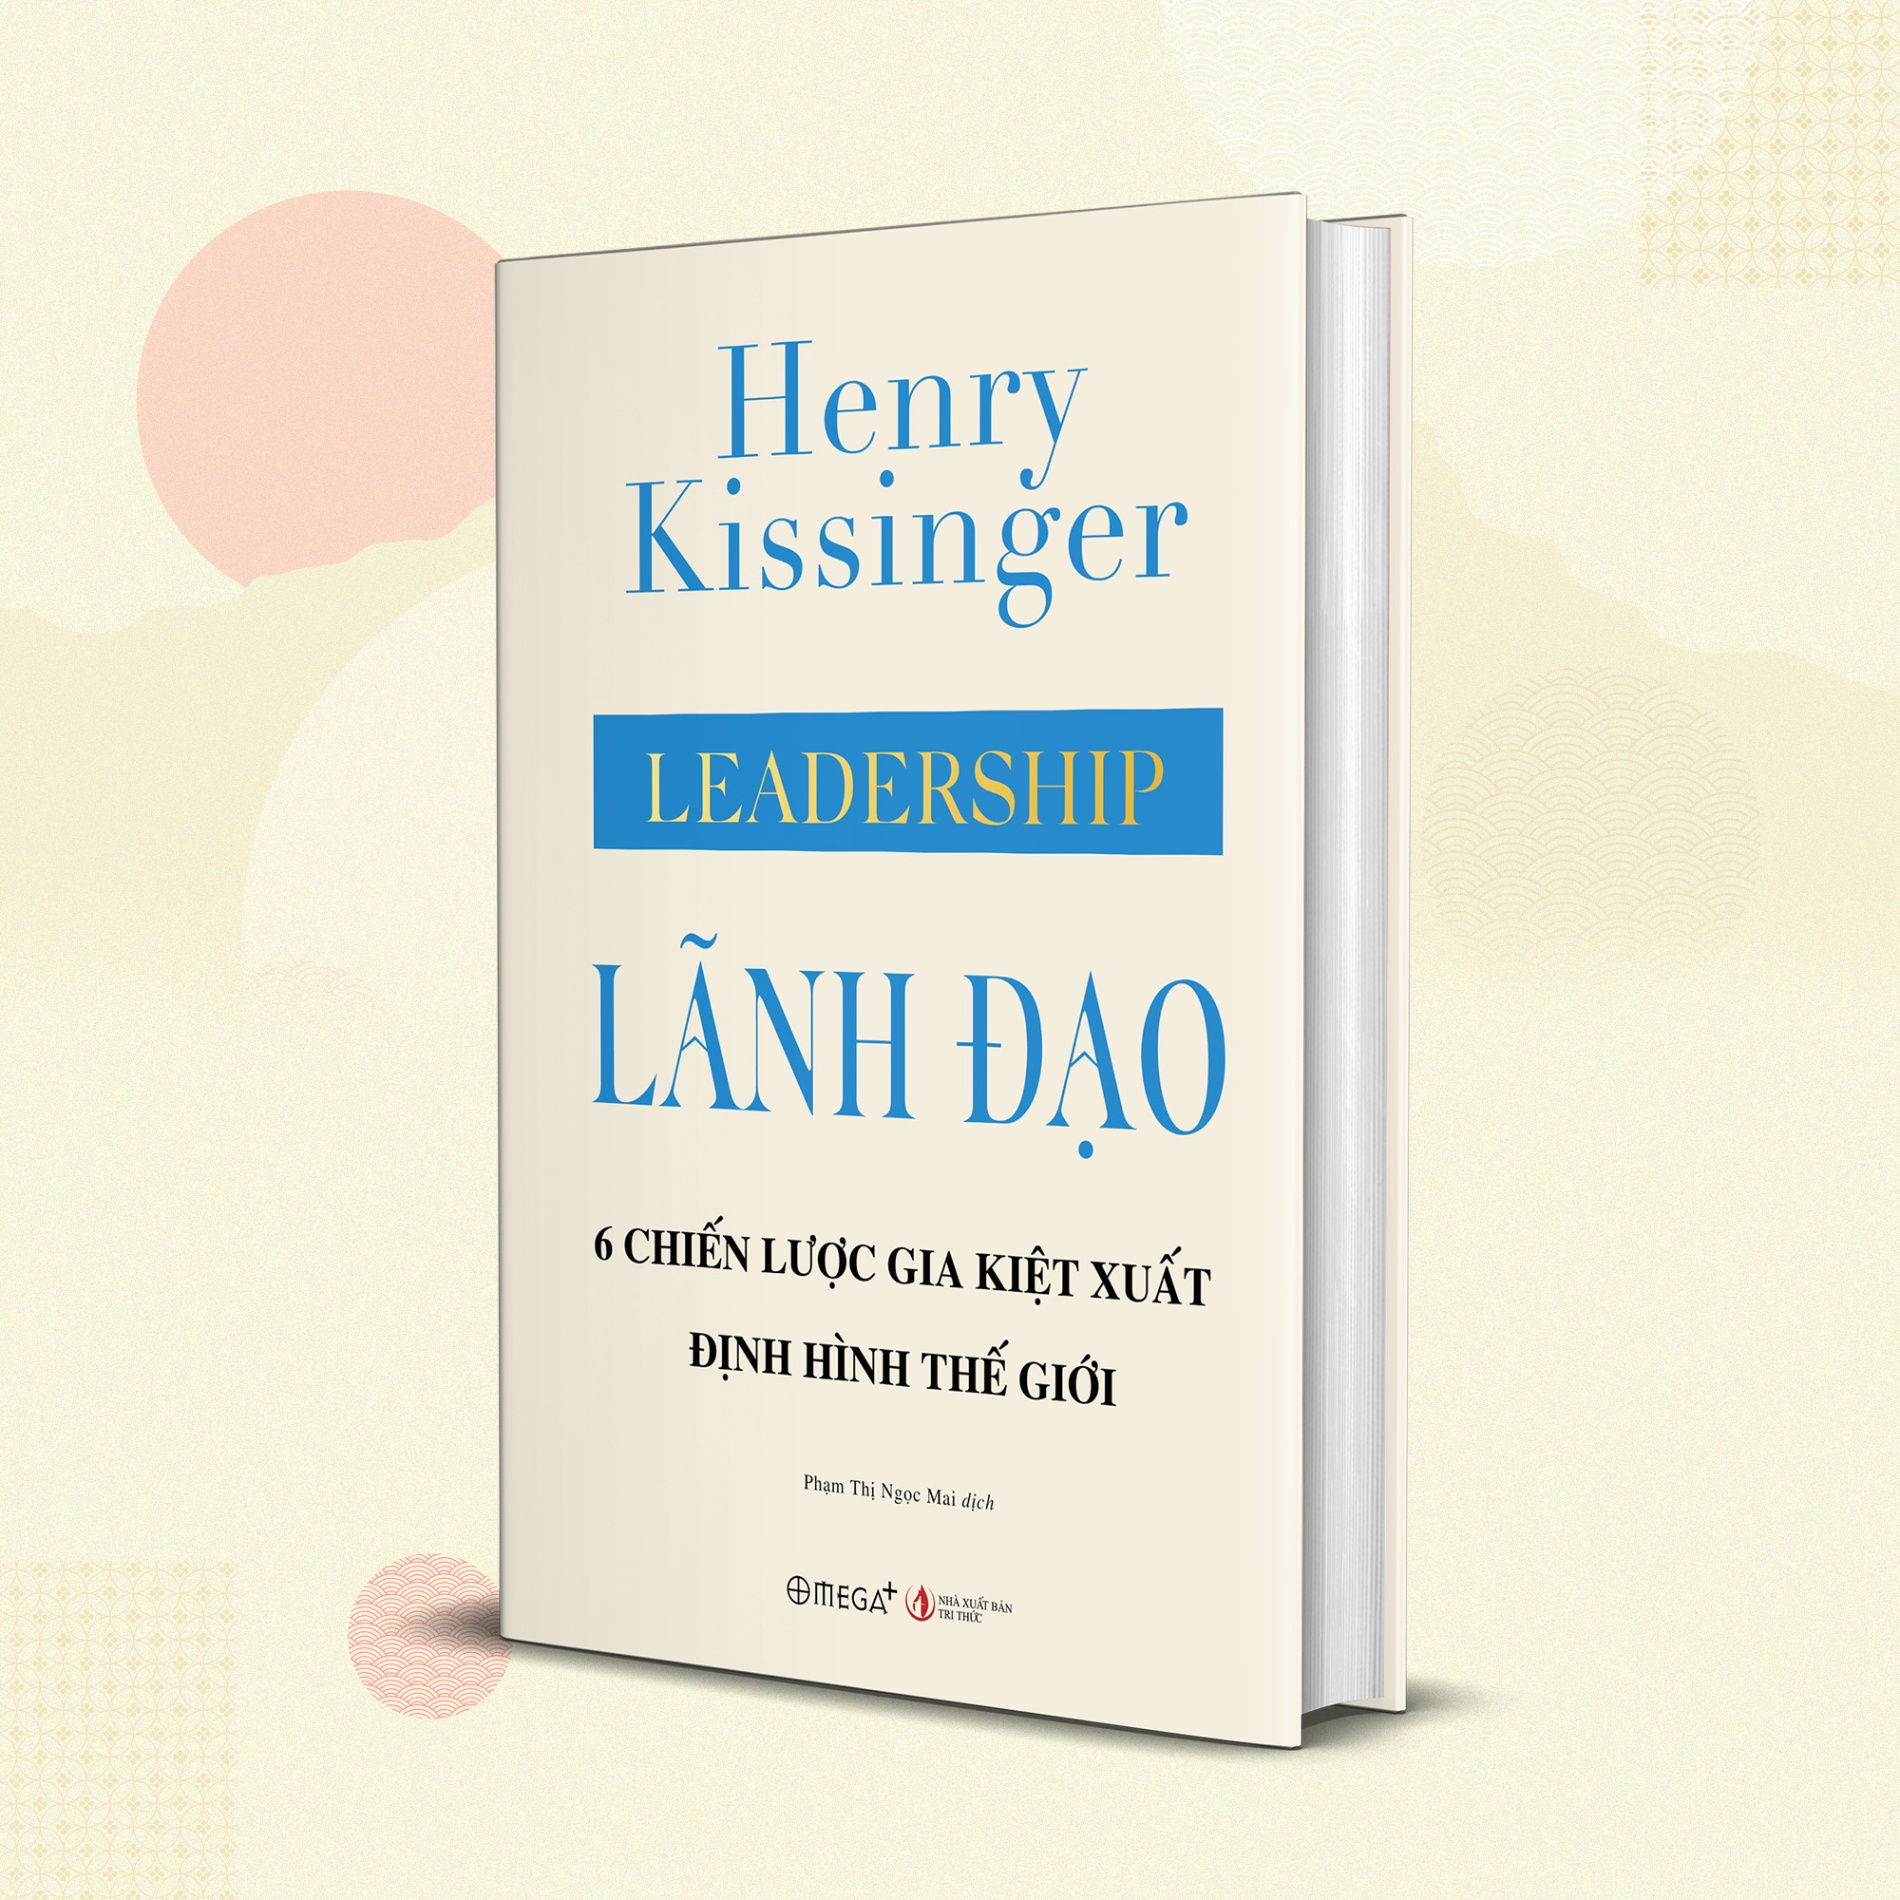 Henry
Kissinger
LEADERSHIP
LÃNH ĐẠO
6 CHIẾN LƯỢC GIA KIỆT XUẤT
ĐỊNH HÌNH THẾ GIỚI
Phạm Thị Ngọc Mai dịch
OMEGA+
NHÀ XUẤT BẢN
TRI THỨC